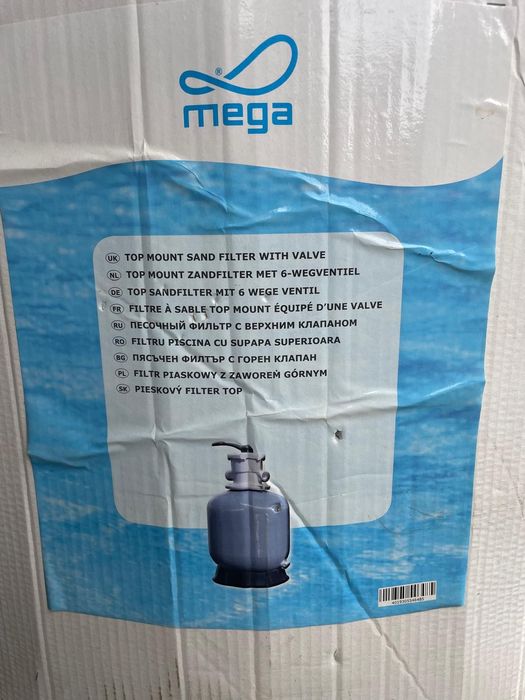 ®
mega
UK TOP MOUNT SAND FILTER WITH VALVE
NL TOP MOUNT ZANDFILTER MET 6-WEGVENTIEL
DE TOP SANDFILTER MIT 6 WEGE VENTIL
FR FILTRE À SABLE TOP MOUNT ÉQUIPÉ D'UNE VALVE
RU ПЕСОЧНЫЙ ФИЛЬТР С ВЕРХНИМ КЛАПАНОМ
RO FILTRU PISCINA CU SUPAPA SUPERIOARA
BG ПЯСЪЧЕН ФИЛТЪР С ГОРЕН КЛАПАН
PL FILTR PIASKOWY Z ZAWOREM GÓRNYM
SK PIESKOVÝ FILTER TOP